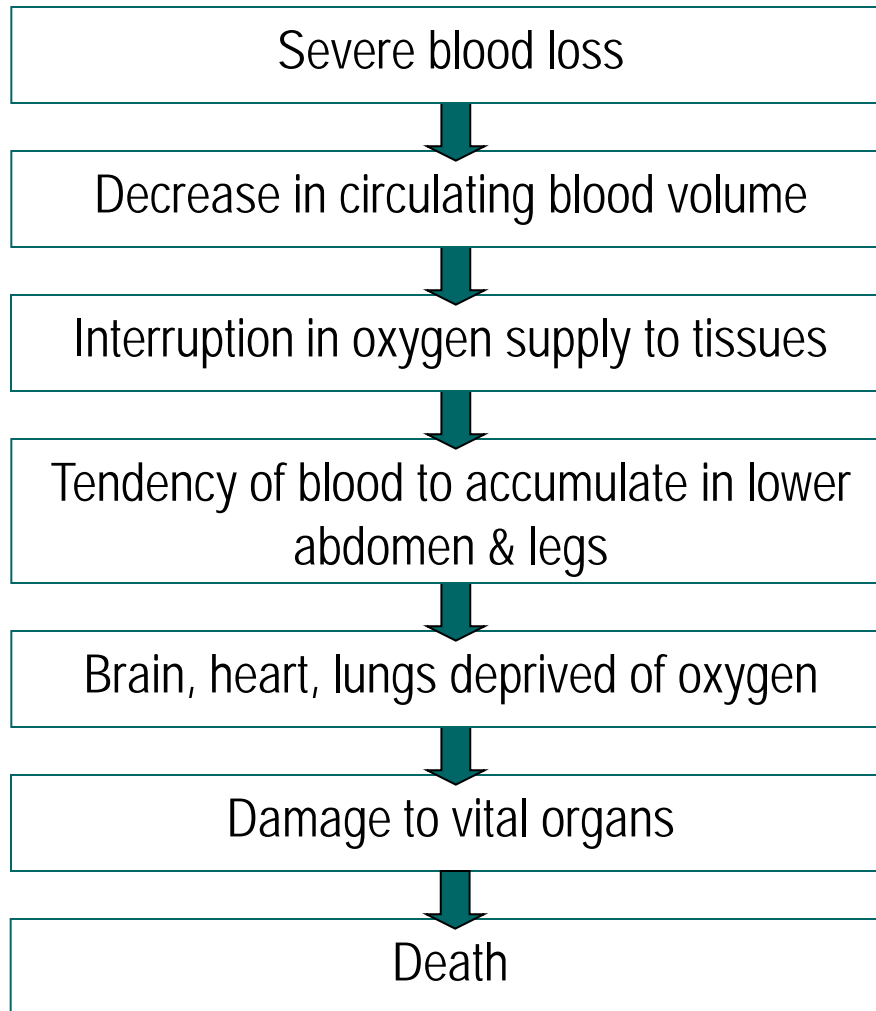 Severe blood loss
Decrease in circulating blood volume
Interruption in oxygen supply to tissues
Tendency of blood to accumulate in lower
abdomen & legs
Brain, heart, lungs deprived of oxygen
Damage to vital organs
Death